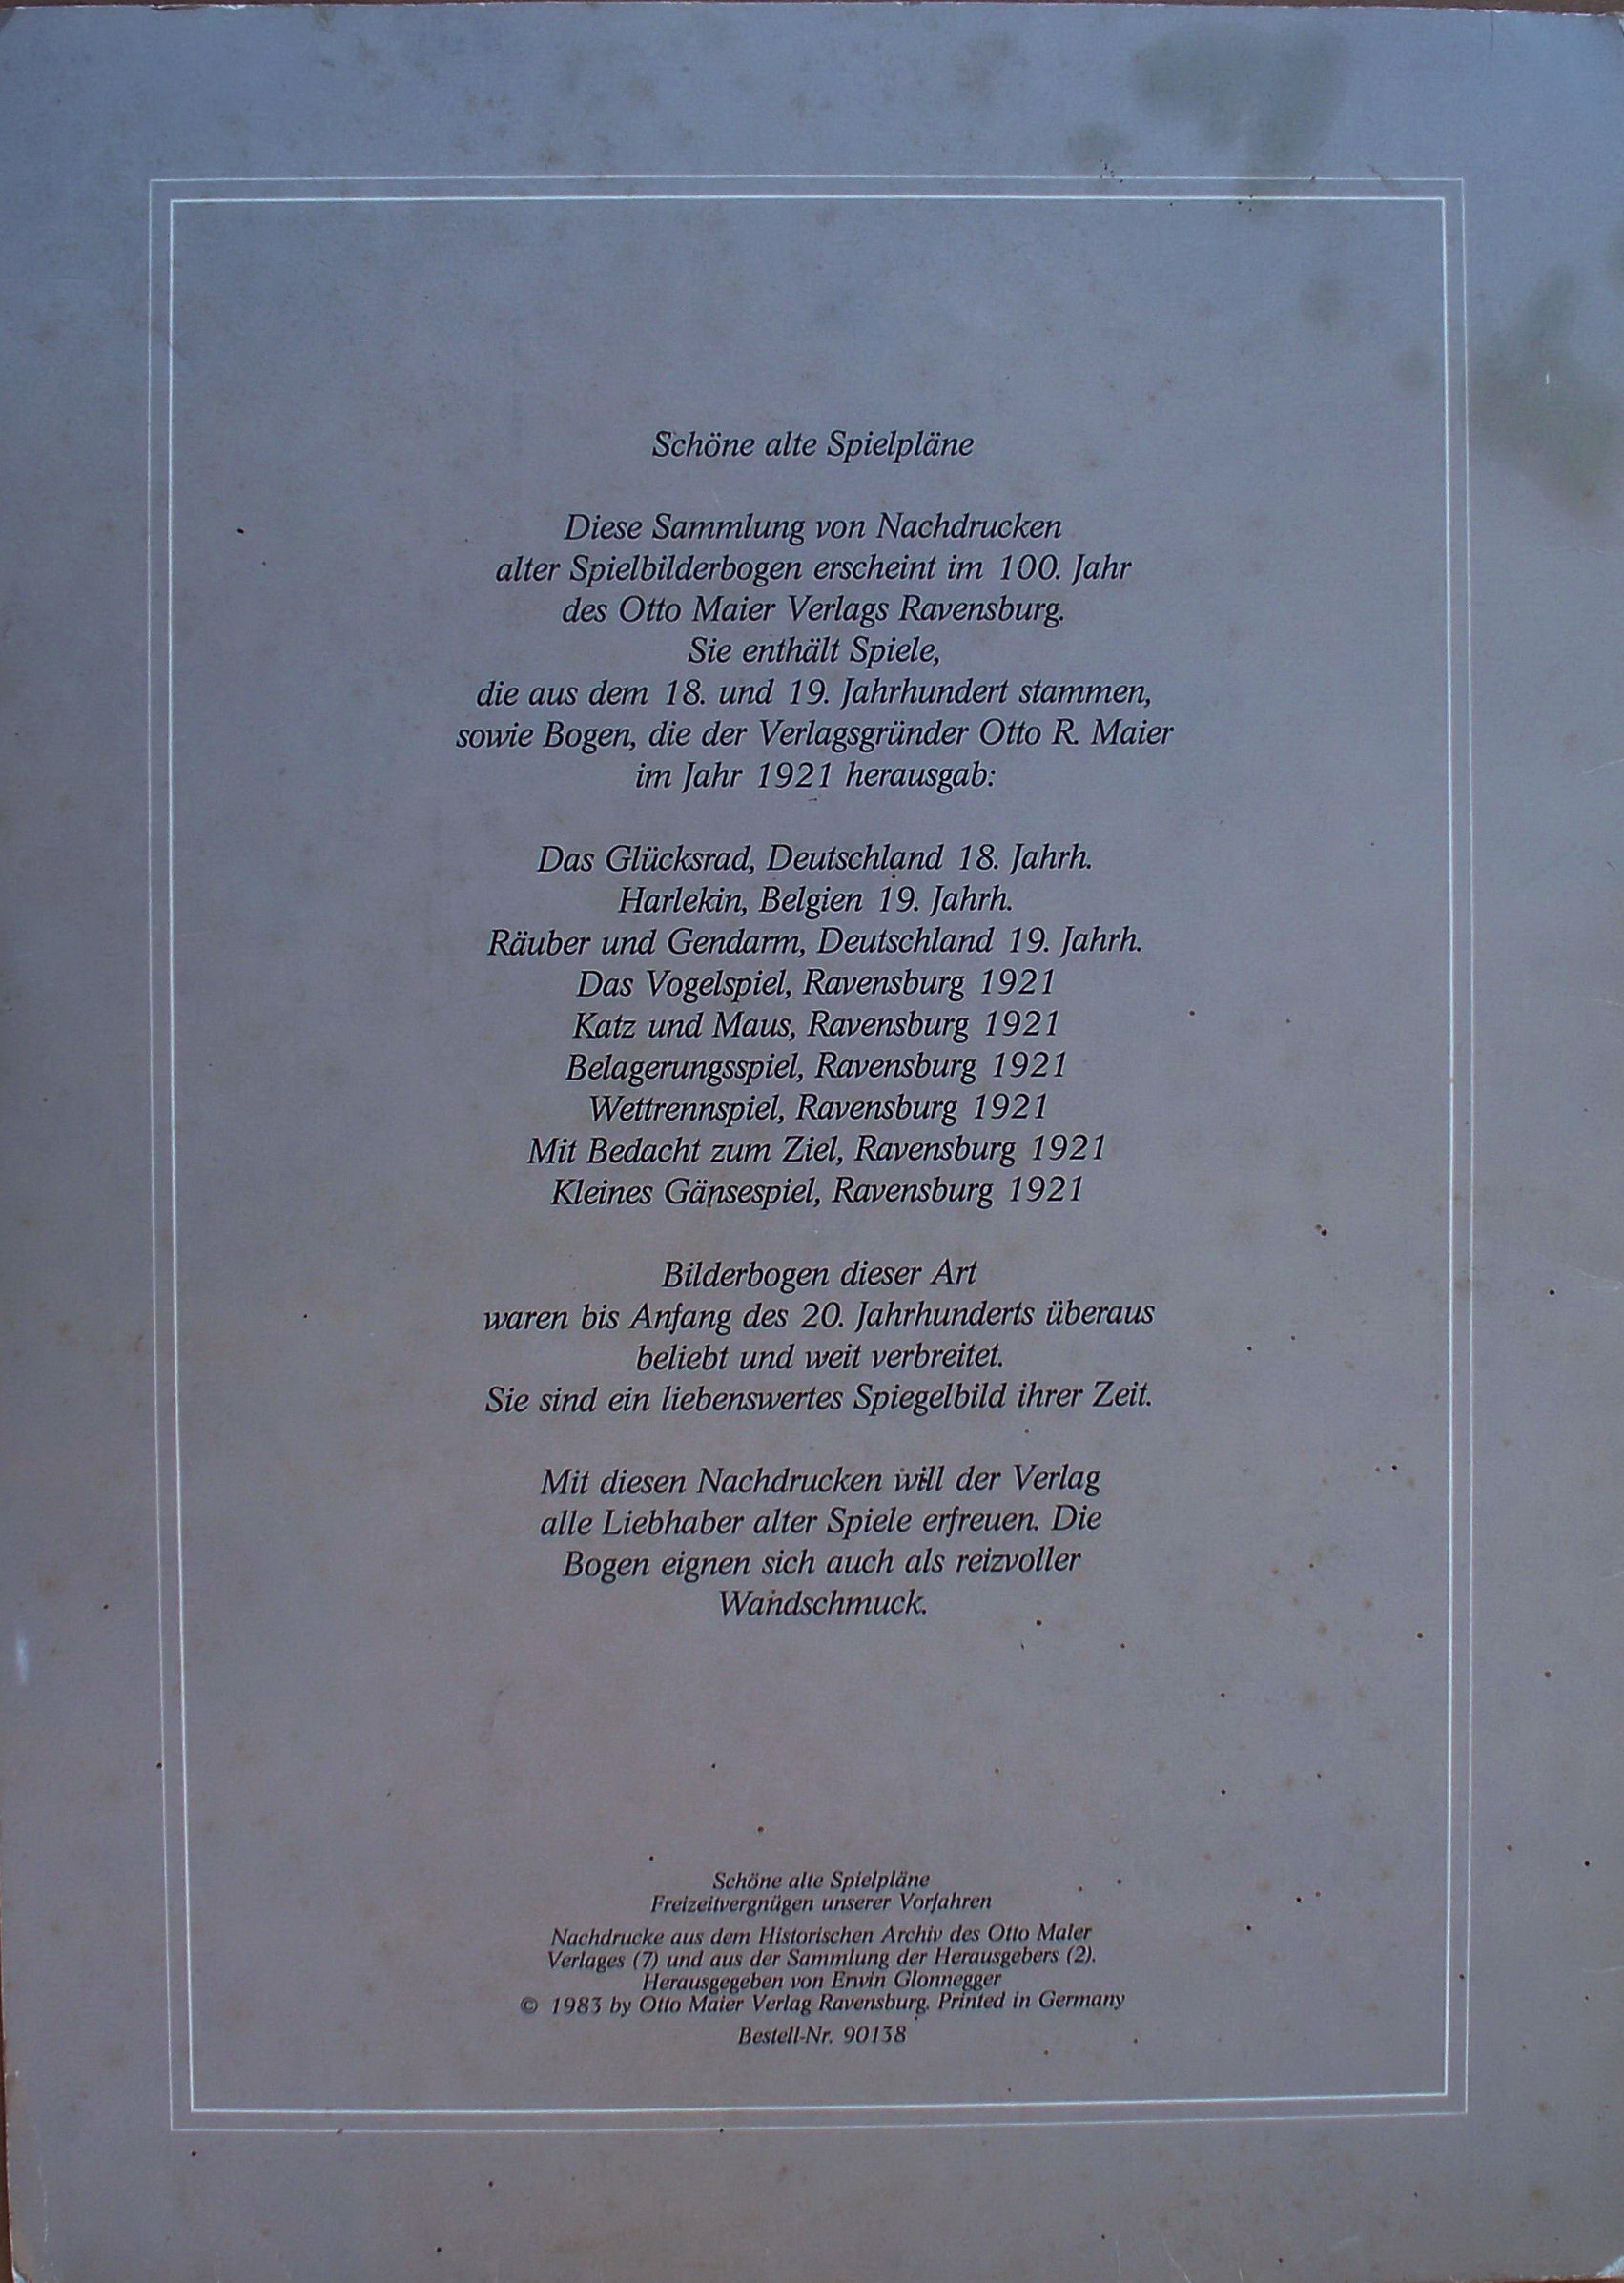 Schöne alte Spielpläne
Diese Sammlung von Nachdrucken
alter Spielbilderbogen erscheint im 100. Jahr
des Otto Maier Verlags Ravensburg.
Sie enthält Spiele,
die aus dem 18. und 19. Jahrhundert stammen,
sowie Bogen, die der Verlagsgründer Otto R. Maier
im Jahr 1921 herausgab:
Das Glücksrad, Deutschland 18. Jahrh.
Harlekin, Belgien 19. Jahrh.
Räuber und Gendarm, Deutschland 19. Jahrh.
Das Vogelspiel, Ravensburg 1921
Katz und Maus, Ravensburg 1921
Belagerungsspiel, Ravensburg 1921
Wettrennspiel, Ravensburg 1921
Mit Bedacht zum Ziel, Ravensburg 1921
Kleines Gänsespiel, Ravensburg 1921
Bilderbogen dieser Art
waren bis Anfang des 20. Jahrhunderts überaus
beliebt und weit verbreitet.
Sie sind ein liebenswertes Spiegelbild ihrer Zeit.
Mit diesen Nachdrucken will der Verlag
alle Liebhaber alter Spiele erfreuen. Die
Bogen eignen sich auch als reizvoller
Wandschmuck.
Schöne alte Spielpläne
Freizeitvergnügen unserer Vorfahren
Nachdrucke aus dem Historischen Archiv des Otto Maier
Verlages (7) und aus der Sammlung der Herausgebers (2).
Herausgegeben von Erwin Glonnegger
© 1983 by Otto Maier Verlag Ravensburg. Printed in Germany
Bestell-Nr. 90138